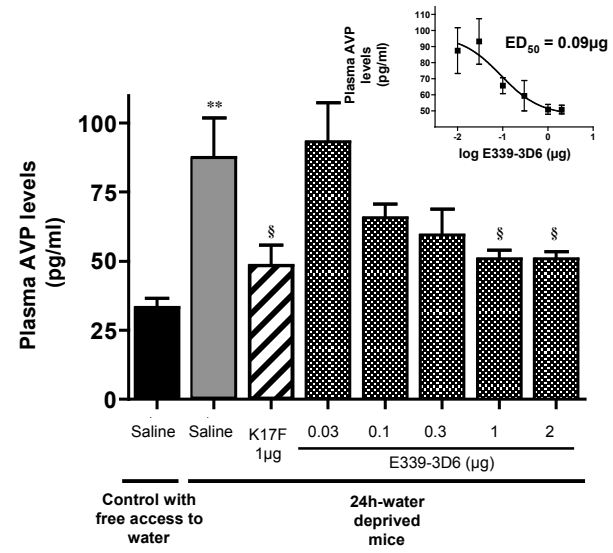 Plasma AVP
levels
(pg/ml)
110
100
90
80
70
60
50
ED50 = 0.09µg
-2
-1
0
1
log E339-3D6 (µg)
Plasma AVP levels
(pg/ml)
100
75
50
25
0
**
§
§
§
Saline
Saline
K17F
1µg
0.03
0.1
0.3
1
2
E339-3D6 (µg)
Control with
free access to
water
24h-water
deprived
mice